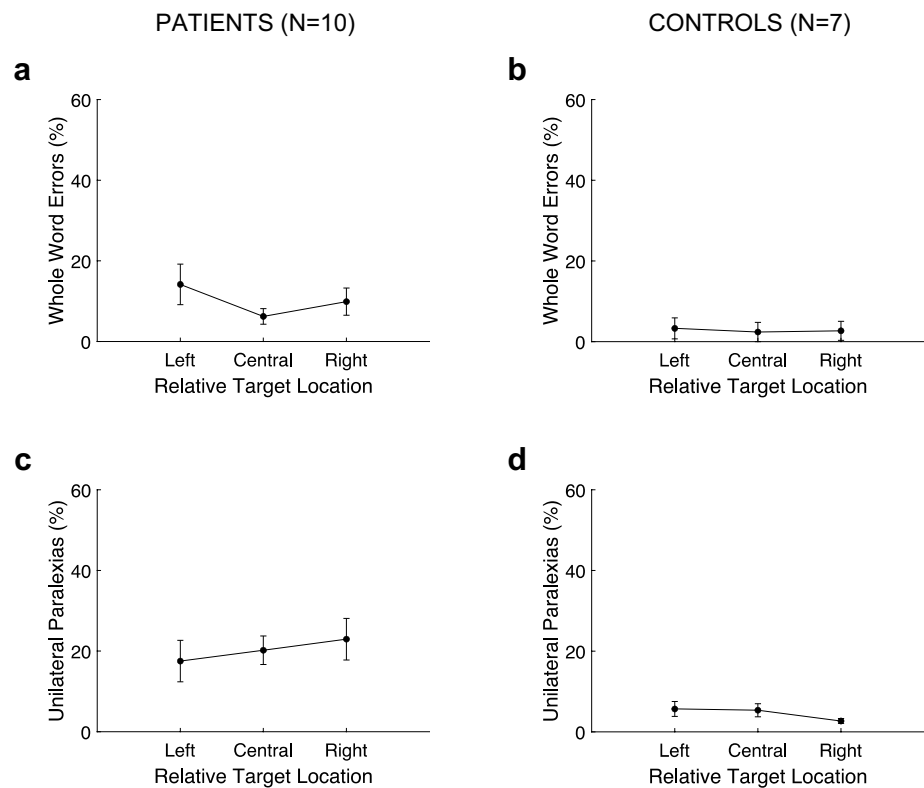 PATIENTS (N=10)
CONTROLS (N=7)
a
Whole Word Errors (%)
60
40
20
0
Left Central Right
Relative Target Location
b
Whole Word Errors (%)
60
40
20
0
Left Central Right
Relative Target Location
c
Unilateral Paralexias (%)
60
40
20
0
Left Central Right
Relative Target Location
d
Unilateral Paralexias (%)
60
40
20
0
Left Central Right
Relative Target Location